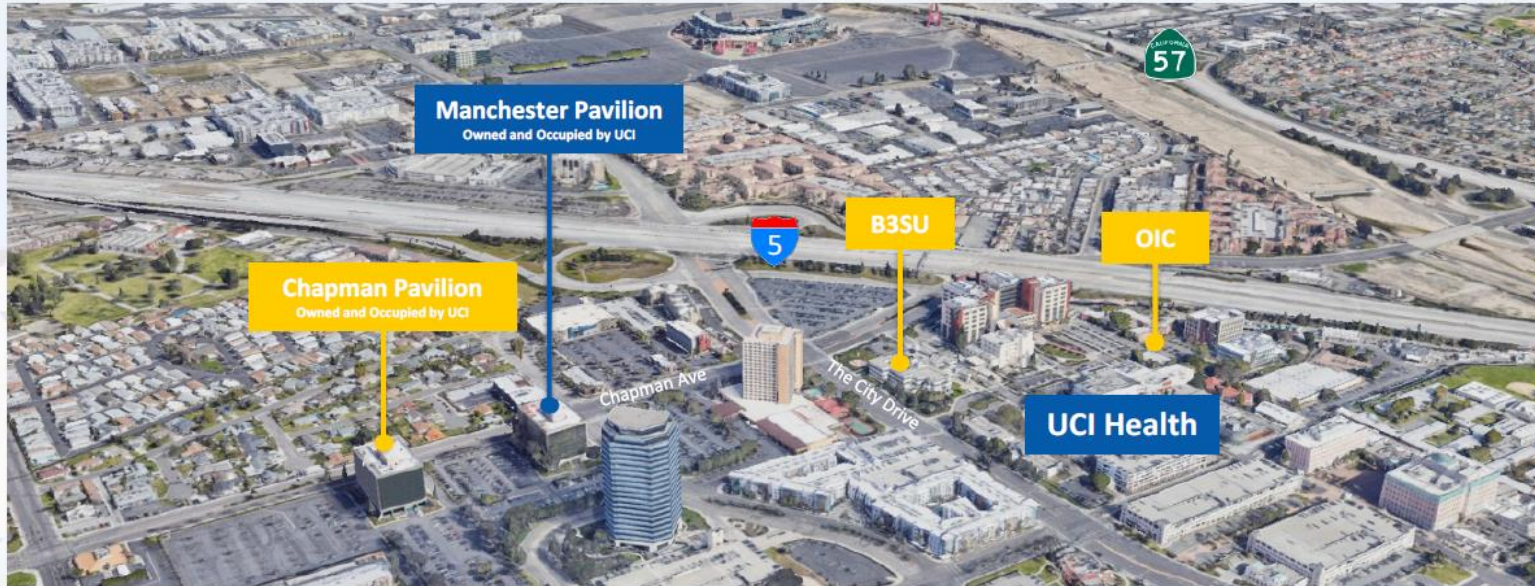 CALIFORNIA
57
Manchester Pavilion
Owned and Occupied by UCI
B3SU
OIC
5
Chapman Pavilion
Owned and Occupied by UCI
Chapman Ave
The City Drive
UCI Health